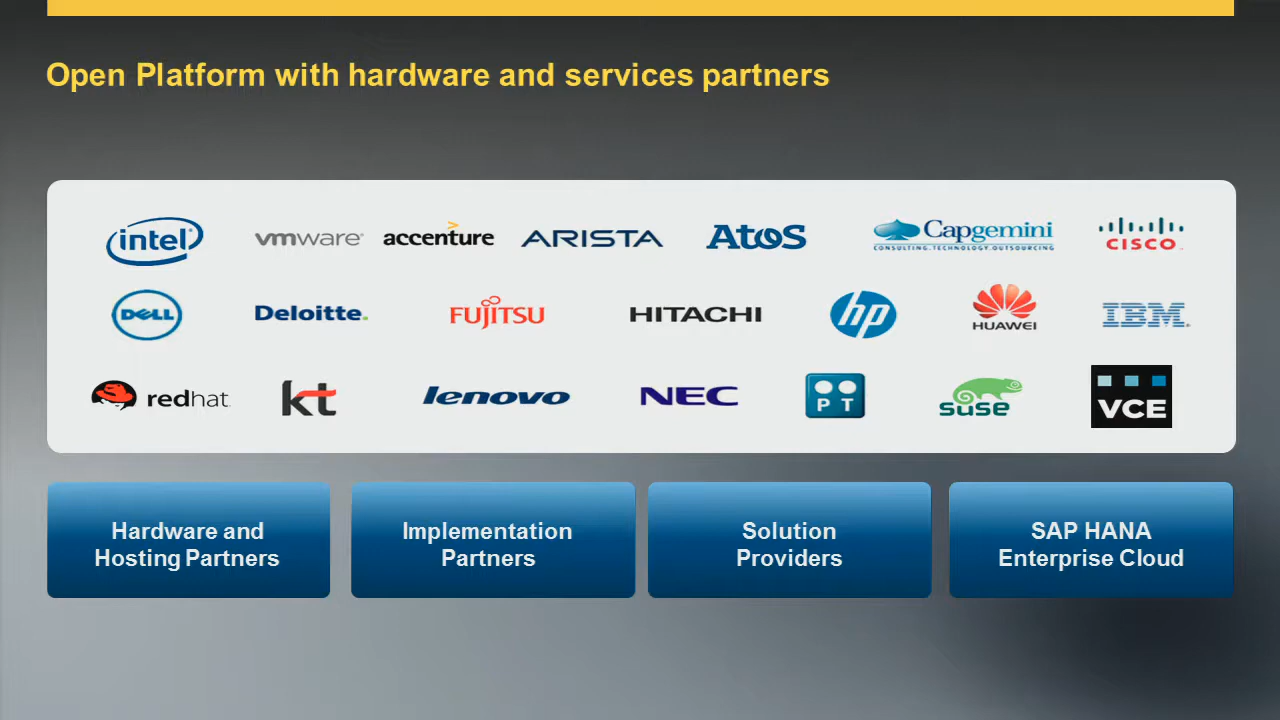 Open Platform with hardware and services partners
intel vmware accenture ARISTA Atos Capgemini CISCO
CONSULTING.TECHNOLOGY.OUTSOURCING
DELL Deloitte. FUJITSU HITACHI hp HUAWEI IBM
redhat kt lenovo NEC PT suse VCE
Hardware and
Hosting Partners
Implementation
Partners
Solution
Providers
SAP HANA
Enterprise Cloud